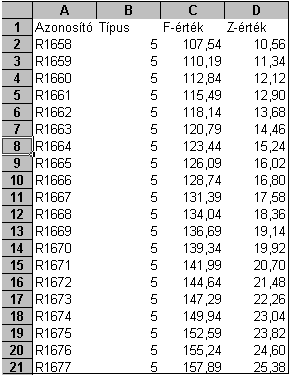 A B C D
1 Azonosító Típus F-érték Z-érték
2 R1658 5 107,54 10,56
3 R1659 5 110,19 11,34
4 R1660 5 112,84 12,12
5 R1661 5 115,49 12,90
6 R1662 5 118,14 13,68
7 R1663 5 120,79 14,46
8 R1664 5 123,44 15,24
9 R1665 5 126,09 16,02
10 R1666 5 128,74 16,80
11 R1667 5 131,39 17,58
12 R1668 5 134,04 18,36
13 R1669 5 136,69 19,14
14 R1670 5 139,34 19,92
15 R1671 5 141,99 20,70
16 R1672 5 144,64 21,48
17 R1673 5 147,29 22,26
18 R1674 5 149,94 23,04
19 R1675 5 152,59 23,82
20 R1676 5 155,24 24,60
21 R1677 5 157,89 25,38